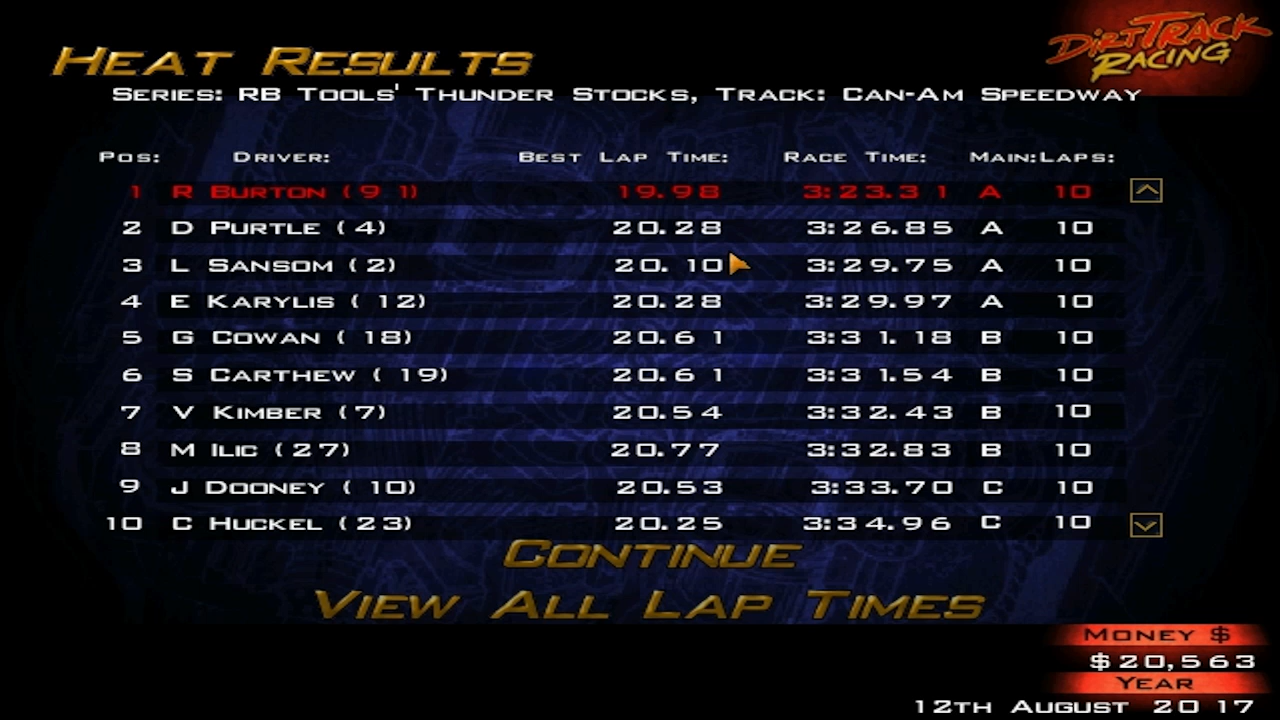 Heat Results
Dirt Track Racing
Series: RB Tools' Thunder Stocks, Track: Can-Am Speedway
Pos: Driver: Best Lap Time: Race Time: Main: Laps:
1 R Burton (91) 19.98 3:23.31 A 10
2 D Purtle (4) 20.28 3:26.85 A 10
3 L Sansom (2) 20.10 3:29.75 A 10
4 E Karylis (12) 20.28 3:29.97 A 10
5 G Cowan (18) 20.61 3:31.18 B 10
6 S Carthew (19) 20.61 3:31.54 B 10
7 V Kimber (7) 20.54 3:32.43 B 10
8 M Ilic (27) 20.77 3:32.83 B 10
9 J Dooney (10) 20.53 3:33.70 C 10
10 C Huckel (23) 20.25 3:34.96 C 10
Continue
View All Lap Times
Money $
$20,563
Year
12th August 2017